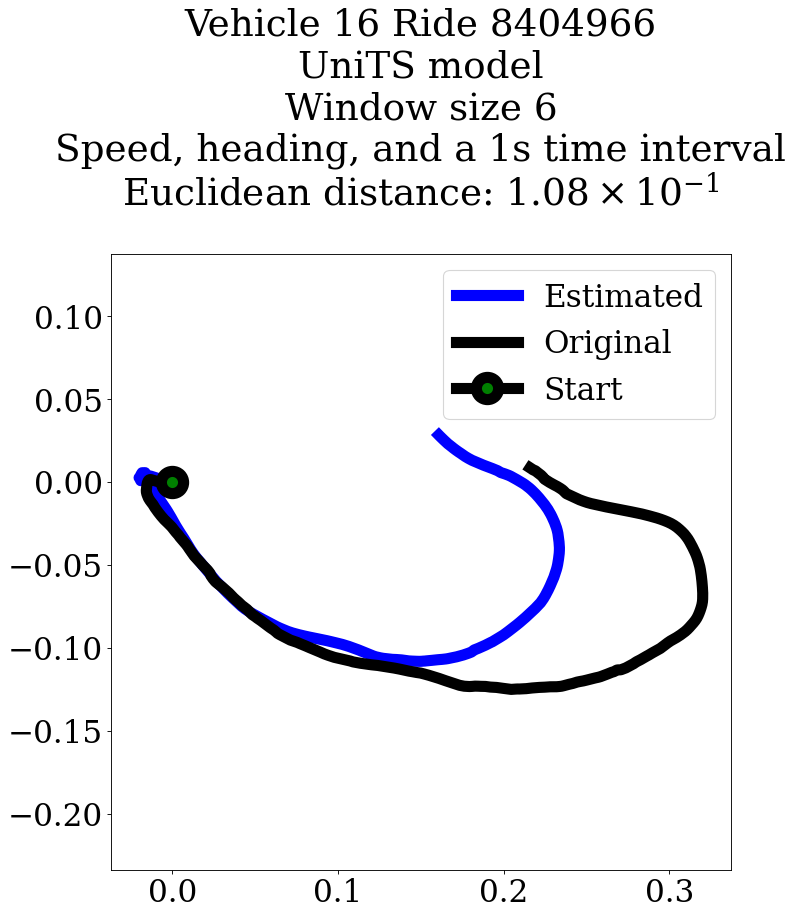 Vehicle 16 Ride 8404966
UniTS model
Window size 6
Speed, heading, and a 1s time interval
Euclidean distance: 1.08 × 10⁻¹
Estimated
Original
Start
0.10
0.05
0.00
−0.05
−0.10
−0.15
−0.20
0.0 0.1 0.2 0.3